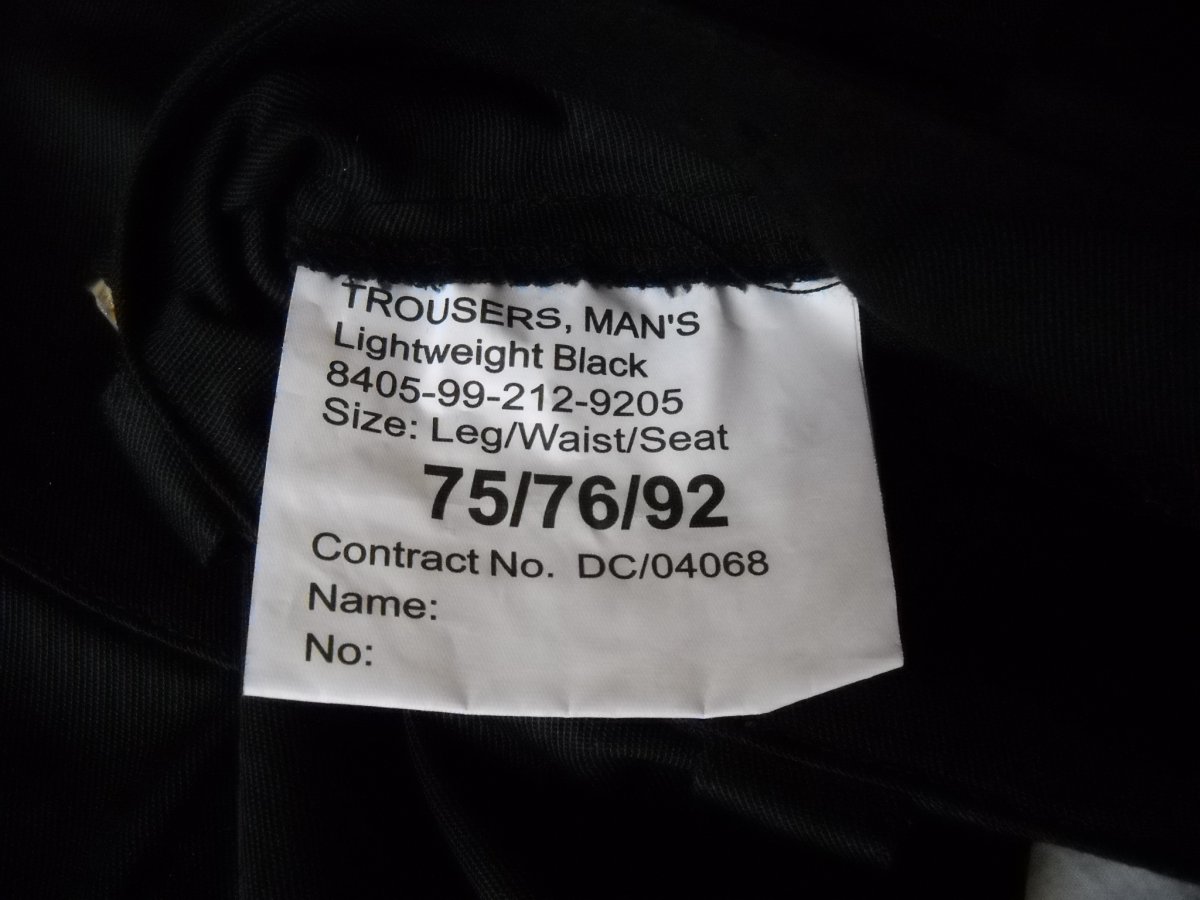 TROUSERS, MAN'S
Lightweight Black
8405-99-212-9205
Size: Leg/Waist/Seat
75/76/92
Contract No. DC/04068
Name:
No: